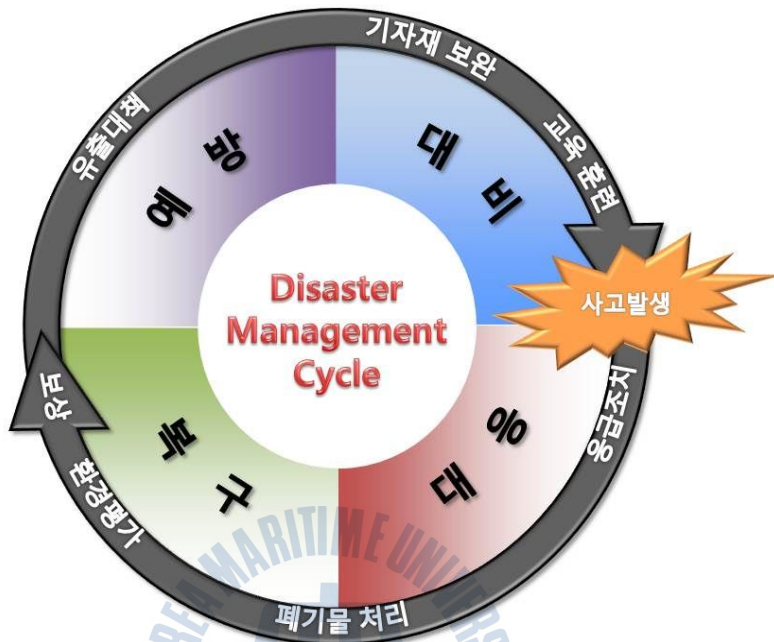 기자재 보완
유출대책
교육 훈련
예 방
대 비
Disaster
Management
Cycle
사고발생
응급조치
보상
복 구
대 응
환경평가
폐기물 처리
MARITIME